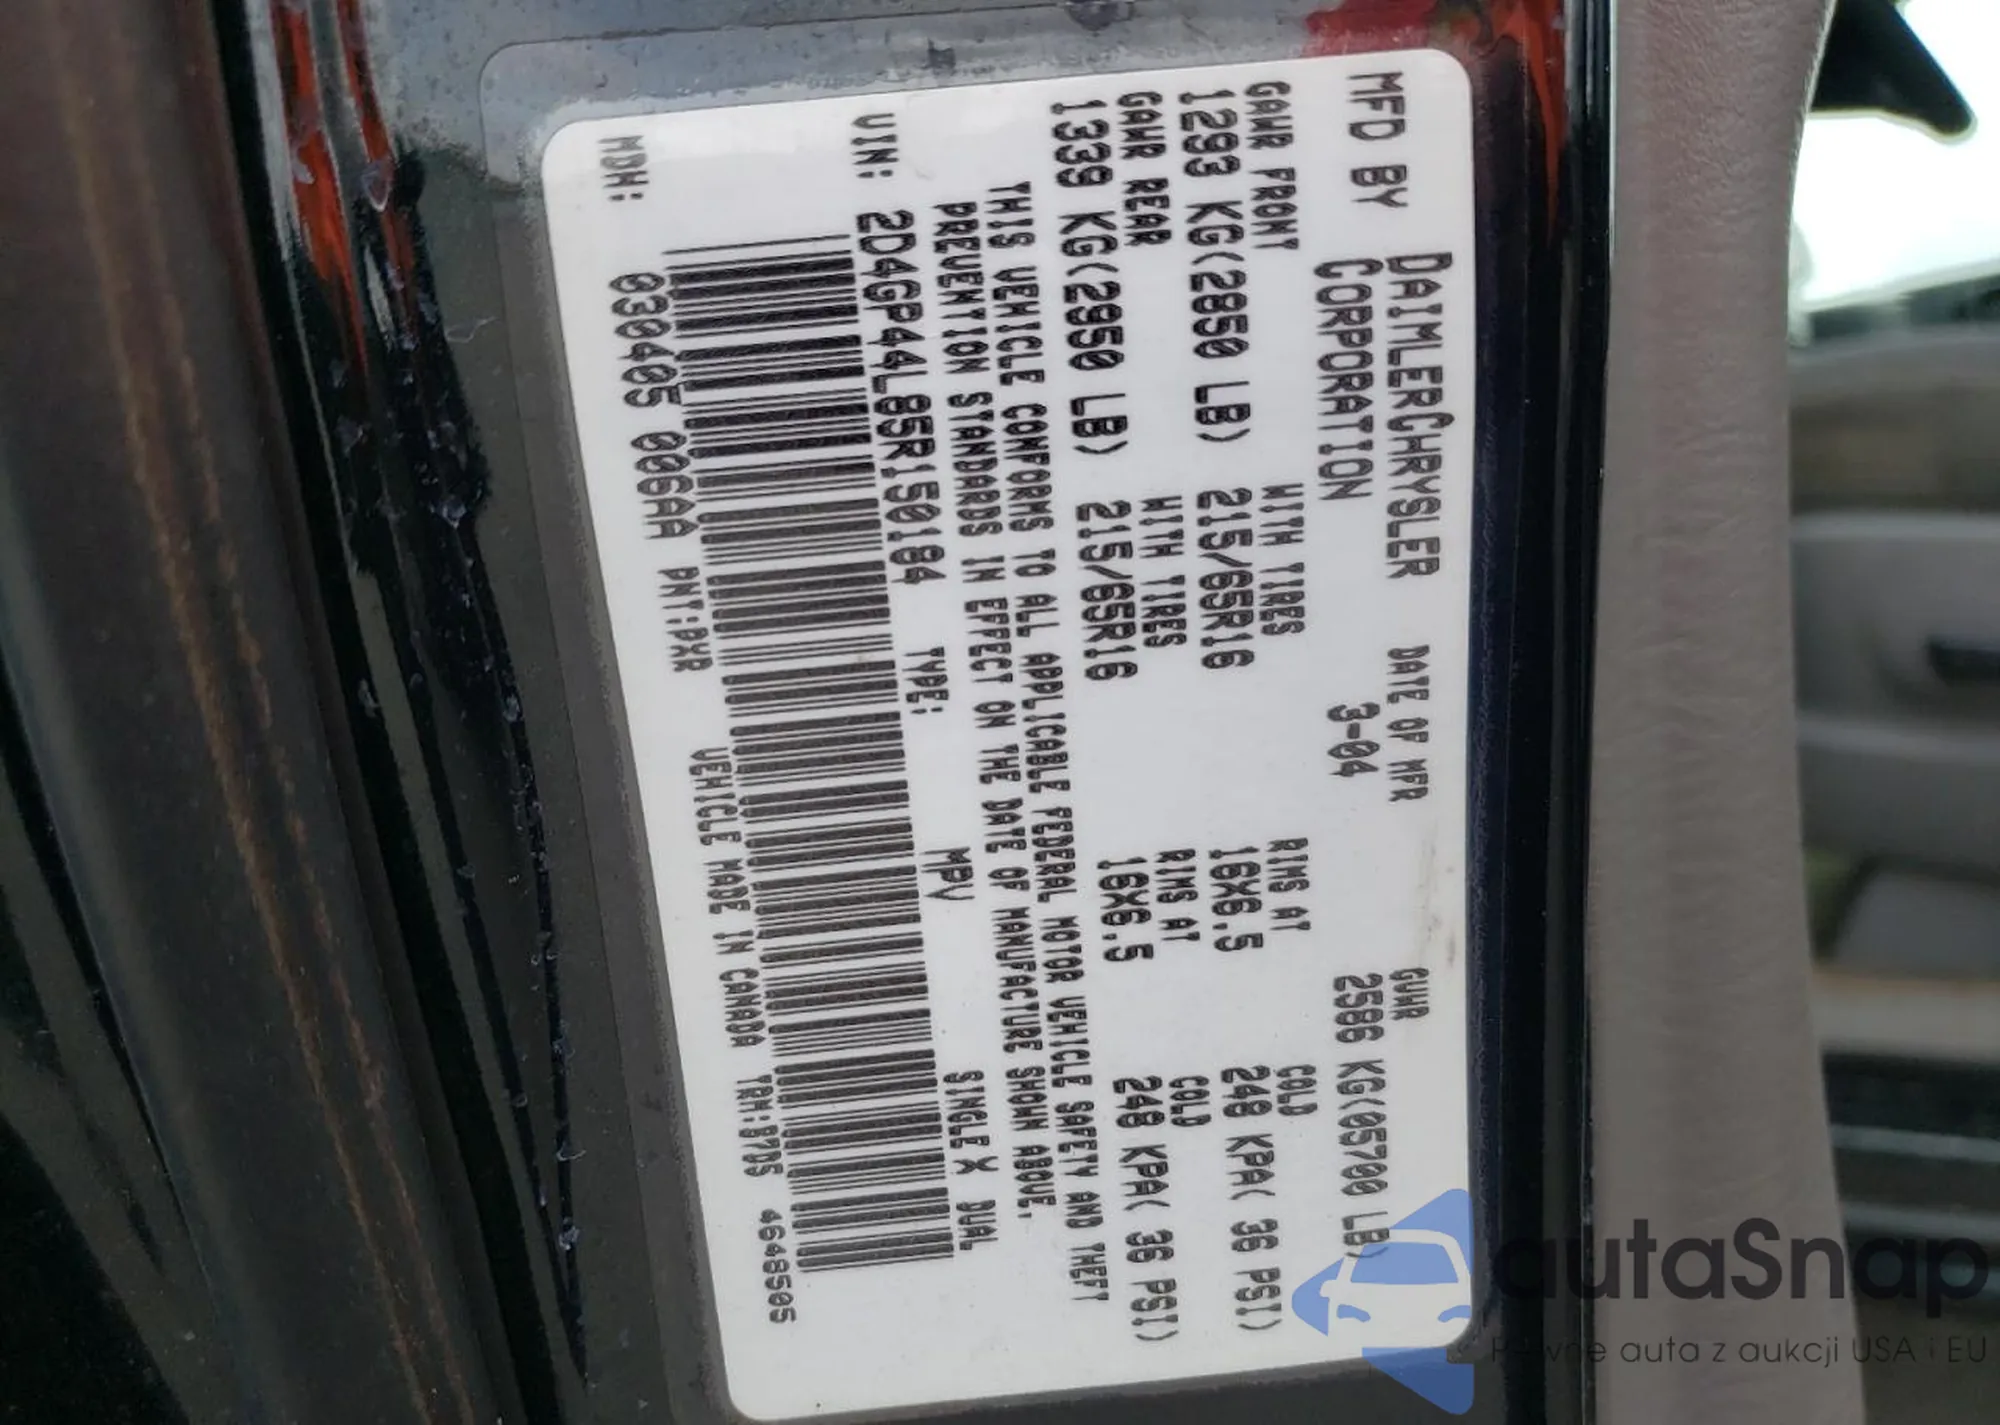 MFD BY DAIMLERCHRYSLER CORPORATION DATE OF MFR 3-04 GVWR 2586 KG(05700 LB)
GAWR FRONT WITH TIRES RIMS AT COLD
1293 KG(2850 LB) 215/65R16 16X6.5 248 KPA( 36 PSI)
GAWR REAR WITH TIRES RIMS AT COLD
1339 KG(2950 LB) 215/65R16 16X6.5 248 KPA( 36 PSI)
THIS VEHICLE CONFORMS TO ALL APPLICABLE FEDERAL MOTOR VEHICLE SAFETY AND THEFT
PREVENTION STANDARDS IN EFFECT ON THE DATE OF MANUFACTURE SHOWN ABOVE.
VIN: 2D4GP44L85R150184 TYPE: MPV SINGLE X DUAL
MDH: 030405 006AA PNT:PXR VEHICLE MADE IN CANADA TRM:B7D5 4648505
autaSnap
Pewne auta z aukcji USA i EU